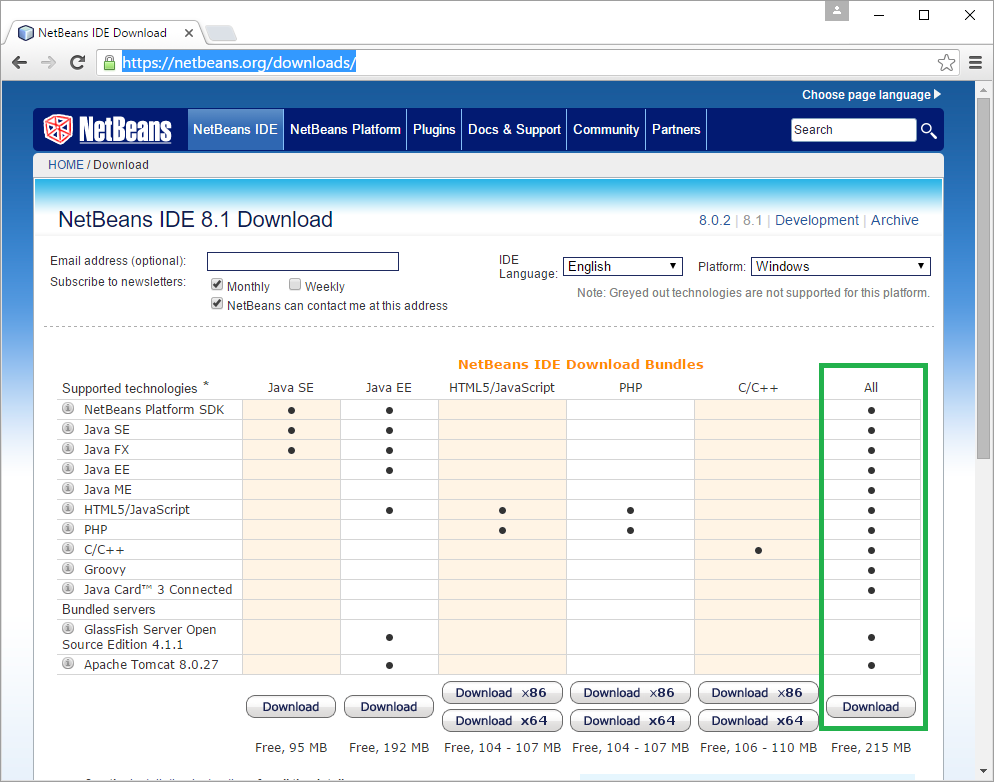 NetBeans IDE Download
https://netbeans.org/downloads/
Choose page language
NetBeans
NetBeans IDE NetBeans Platform Plugins Docs & Support Community Partners Search
HOME / Download
NetBeans IDE 8.1 Download
8.0.2 | 8.1 | Development | Archive
Email address (optional):
Subscribe to newsletters:
Monthly Weekly
NetBeans can contact me at this address
IDE Language: English Platform: Windows
Note: Greyed out technologies are not supported for this platform.
NetBeans IDE Download Bundles
Supported technologies * Java SE Java EE HTML5/JavaScript PHP C/C++ All
NetBeans Platform SDK • • •
Java SE • • •
Java FX • • •
Java EE • •
Java ME •
HTML5/JavaScript • • • •
PHP • • •
C/C++ • •
Groovy •
Java Card™ 3 Connected •
Bundled servers
GlassFish Server Open
Source Edition 4.1.1 • •
Apache Tomcat 8.0.27 • •
Download Download Download x86 Download x86 Download x86 Download
Download x64 Download x64 Download x64
Free, 95 MB Free, 192 MB Free, 104 - 107 MB Free, 104 - 107 MB Free, 106 - 110 MB Free, 215 MB